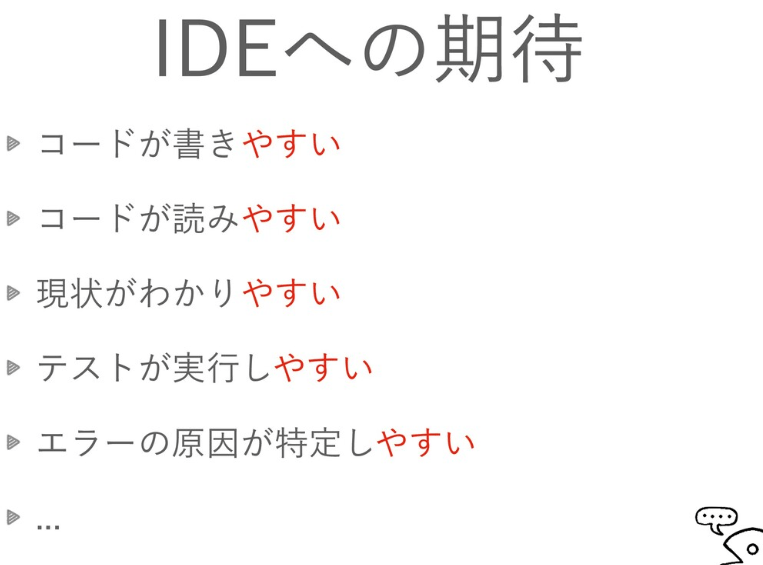 IDEへの期待
コードが書きやすい
コードが読みやすい
現状がわかりやすい
テストが実行しやすい
エラーの原因が特定しやすい
...